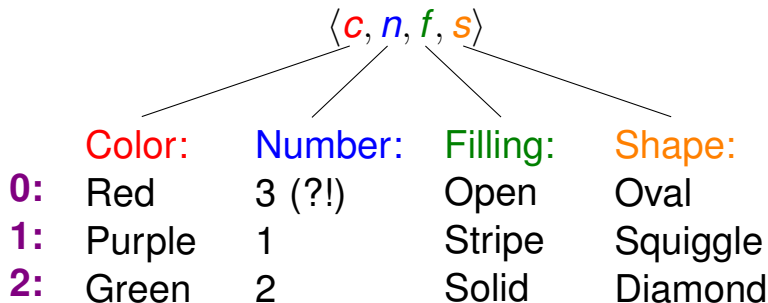 ⟨c, n, f, s⟩
Color: Number: Filling: Shape:
0: Red 3 (?!) Open Oval
1: Purple 1 Stripe Squiggle
2: Green 2 Solid Diamond